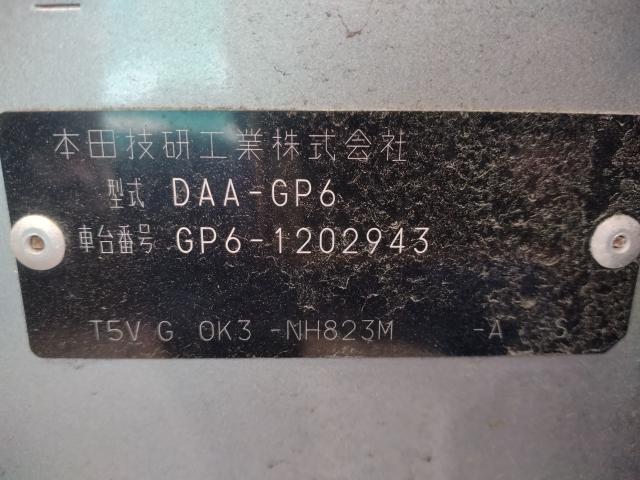 本田技研工業株式会社
型式 DAA-GP6
車台番号 GP6-1202943
T5V G OK3 -NH823M -A -S